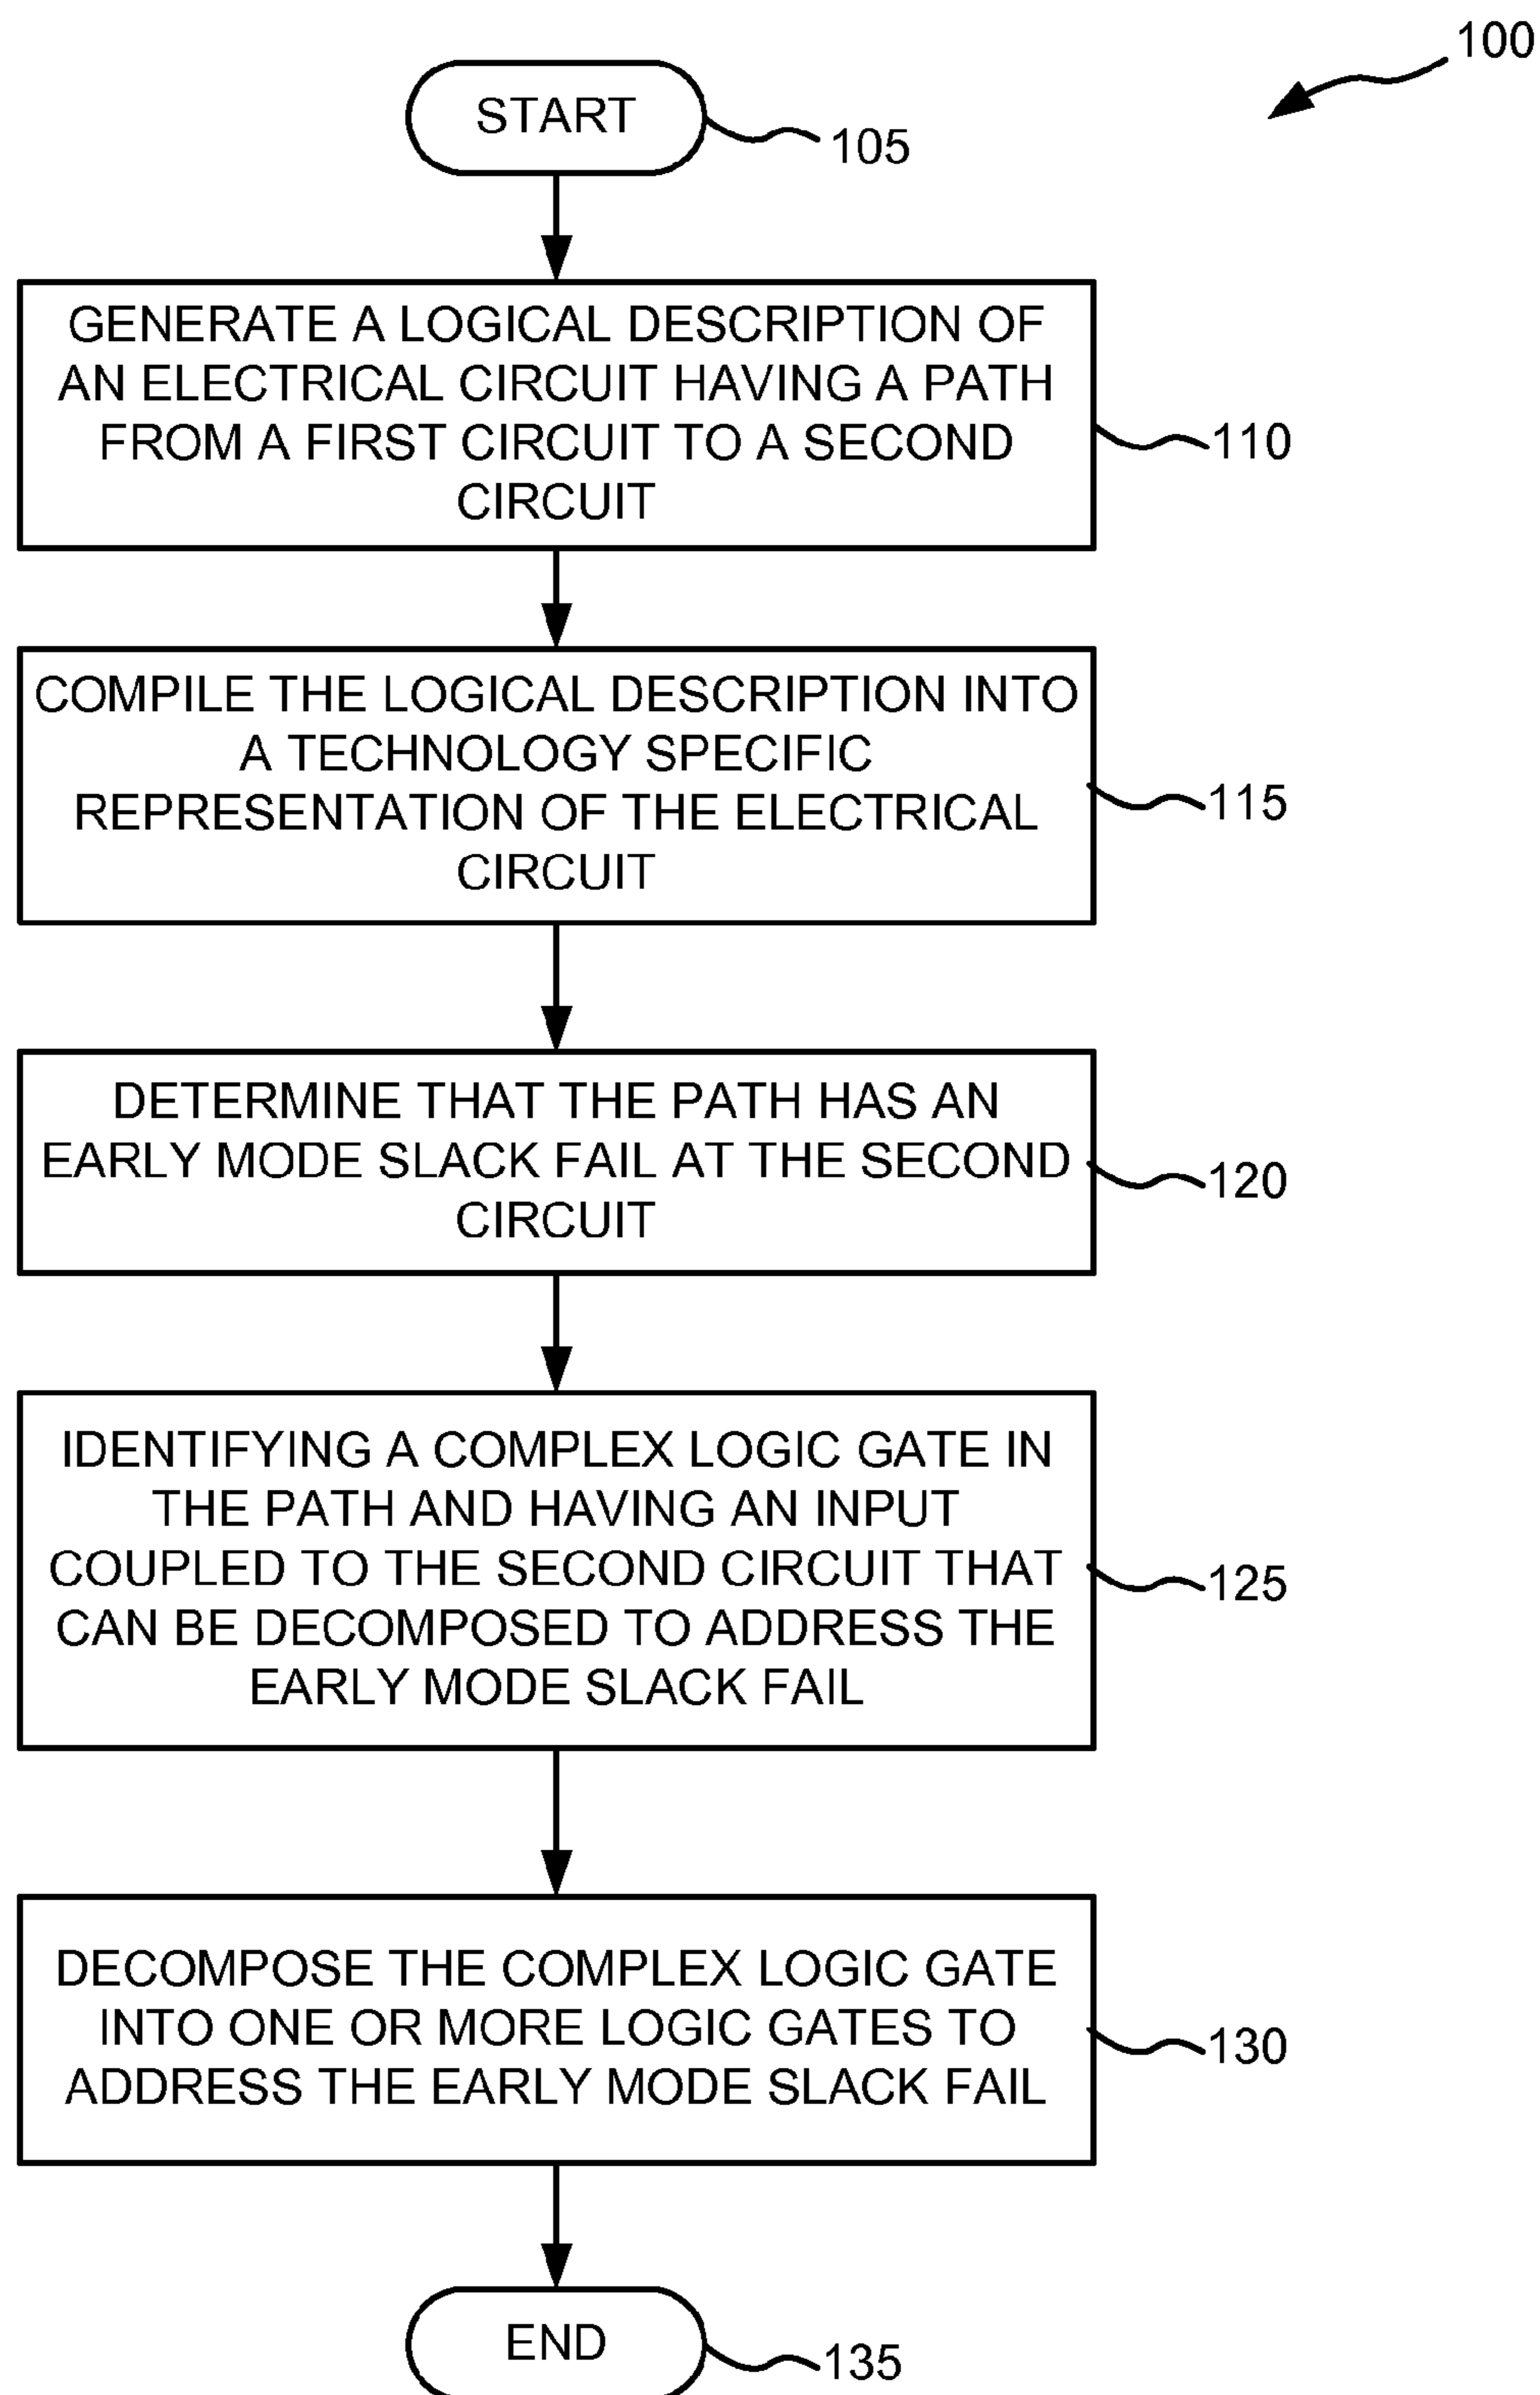 100
START
105
GENERATE A LOGICAL DESCRIPTION OF
AN ELECTRICAL CIRCUIT HAVING A PATH
FROM A FIRST CIRCUIT TO A SECOND
CIRCUIT
110
COMPILE THE LOGICAL DESCRIPTION INTO
A TECHNOLOGY SPECIFIC
REPRESENTATION OF THE ELECTRICAL
CIRCUIT
115
DETERMINE THAT THE PATH HAS AN
EARLY MODE SLACK FAIL AT THE SECOND
CIRCUIT
120
IDENTIFYING A COMPLEX LOGIC GATE IN
THE PATH AND HAVING AN INPUT
COUPLED TO THE SECOND CIRCUIT THAT
CAN BE DECOMPOSED TO ADDRESS THE
EARLY MODE SLACK FAIL
125
DECOMPOSE THE COMPLEX LOGIC GATE
INTO ONE OR MORE LOGIC GATES TO
ADDRESS THE EARLY MODE SLACK FAIL
130
END
135